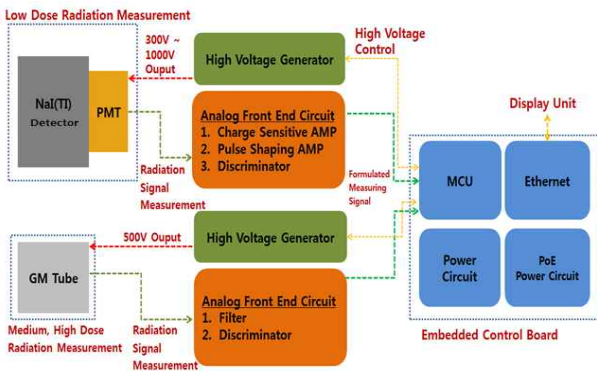 Low Dose Radiation Measurement
300V ~
1000V
Ouput
High Voltage Generator
High Voltage
Control
NaI(TI)
Detector
PMT
Analog Front End Circuit
1. Charge Sensitive AMP
2. Pulse Shaping AMP
3. Discriminator
Display Unit
Radiation
Signal
Measurement
Formulated
Measuring
Signal
MCU
Ethernet
500V Ouput
High Voltage Generator
GM Tube
Power
Circuit
PoE
Power Circuit
Analog Front End Circuit
1. Filter
2. Discriminator
Medium, High Dose
Radiation Measurement
Radiation
Signal
Measurement
Embedded Control Board